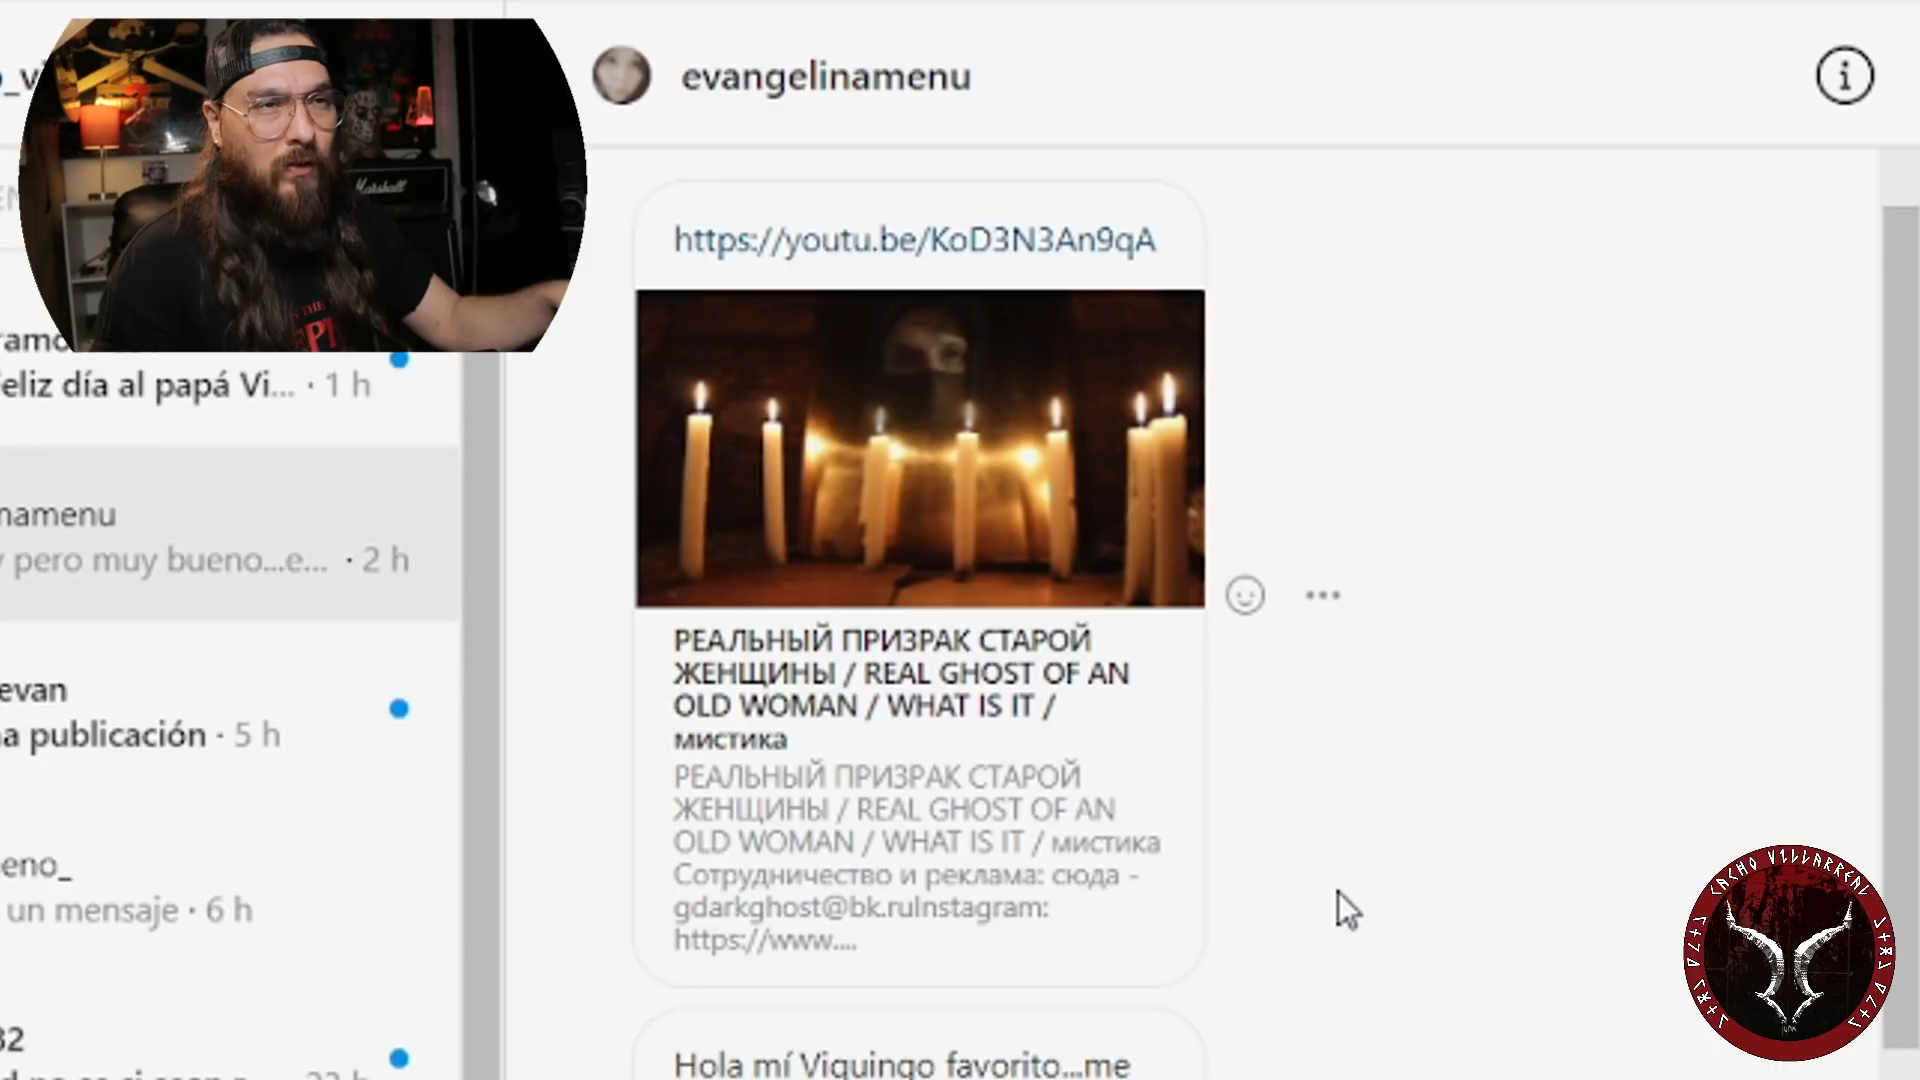 evangelinamenu
https://youtu.be/KoD3N3An9qA
РЕАЛЬНЫЙ ПРИЗРАК СТАРОЙ
ЖЕНЩИНЫ / REAL GHOST OF AN
OLD WOMAN / WHAT IS IT /
мистика
РЕАЛЬНЫЙ ПРИЗРАК СТАРОЙ
ЖЕНЩИНЫ / REAL GHOST OF AN
OLD WOMAN / WHAT IS IT / мистика
Сотрудничество и реклама: сюда -
gdarkghost@bk.ruInstagram:
https://www....
Hola mí Viquingo favorito...me
eliz día al papá Vi... · 1 h
namenu
y pero muy bueno...e... · 2 h
evan
a publicación · 5 h
eno_
un mensaje · 6 h
32
Marshall
CACHO VILLARREAL